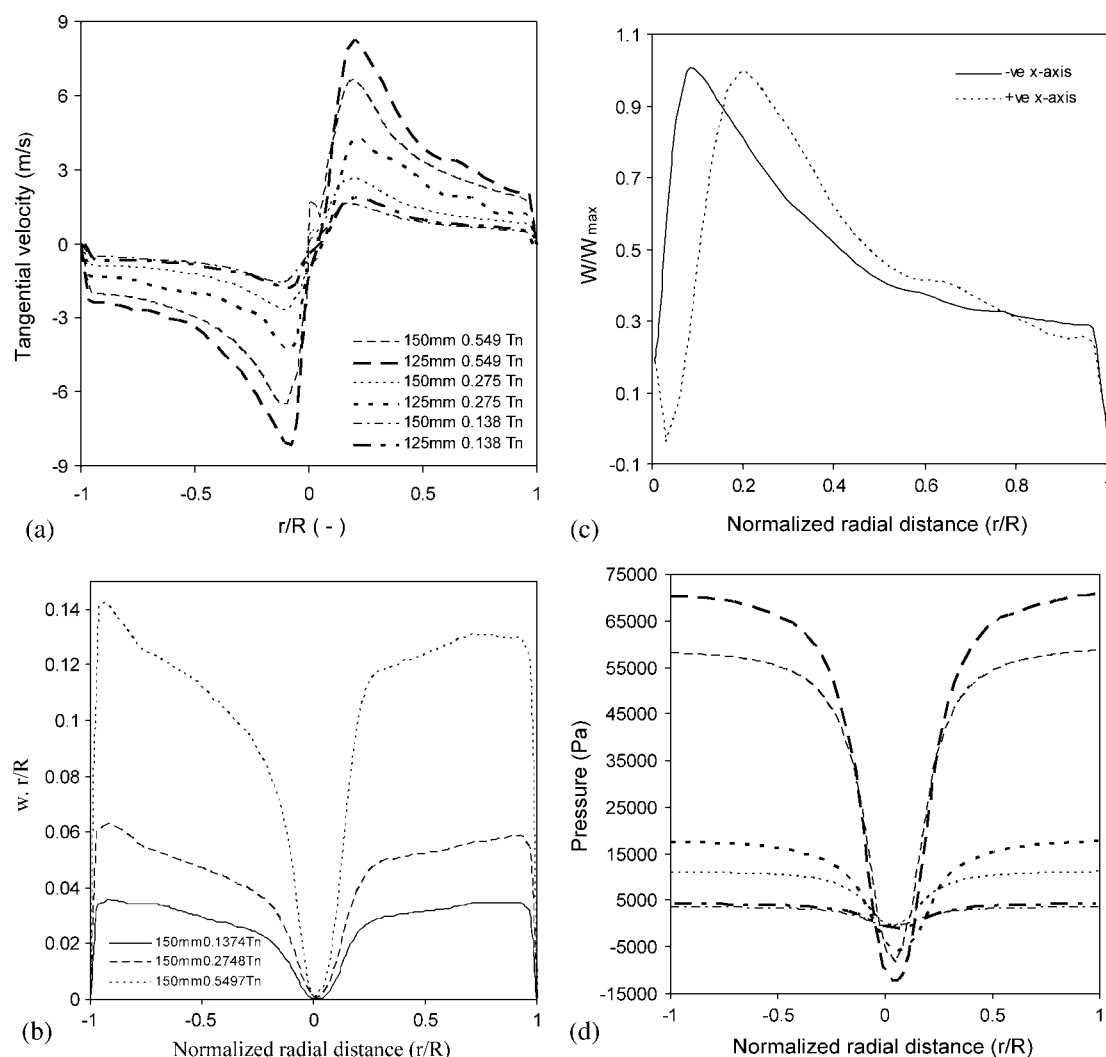 9
6
3
0
-3
-6
-9
Tangential velocity (m/s)
150mm 0.549 Tn
125mm 0.549 Tn
150mm 0.275 Tn
125mm 0.275 Tn
150mm 0.138 Tn
125mm 0.138 Tn
-1 -0.5 0 0.5 1
r/R ( - )
(a)
1.1
0.9
0.7
0.5
0.3
0.1
-0.1
W/Wmax
-ve x-axis
+ve x-axis
0 0.2 0.4 0.6 0.8 1
Normalized radial distance (r/R)
(c)
0.14
0.12
0.1
0.08
0.06
0.04
0.02
0
w. r/R
150mm0.1374Tn
150mm0.2748Tn
150mm0.5497Tn
-1 -0.5 0 0.5 1
Normalized radial distance (r/R)
(b)
75000
65000
55000
45000
35000
25000
15000
5000
-5000
-15000
Pressure (Pa)
-1 -0.5 0 0.5 1
Normalized radial distance (r/R)
(d)